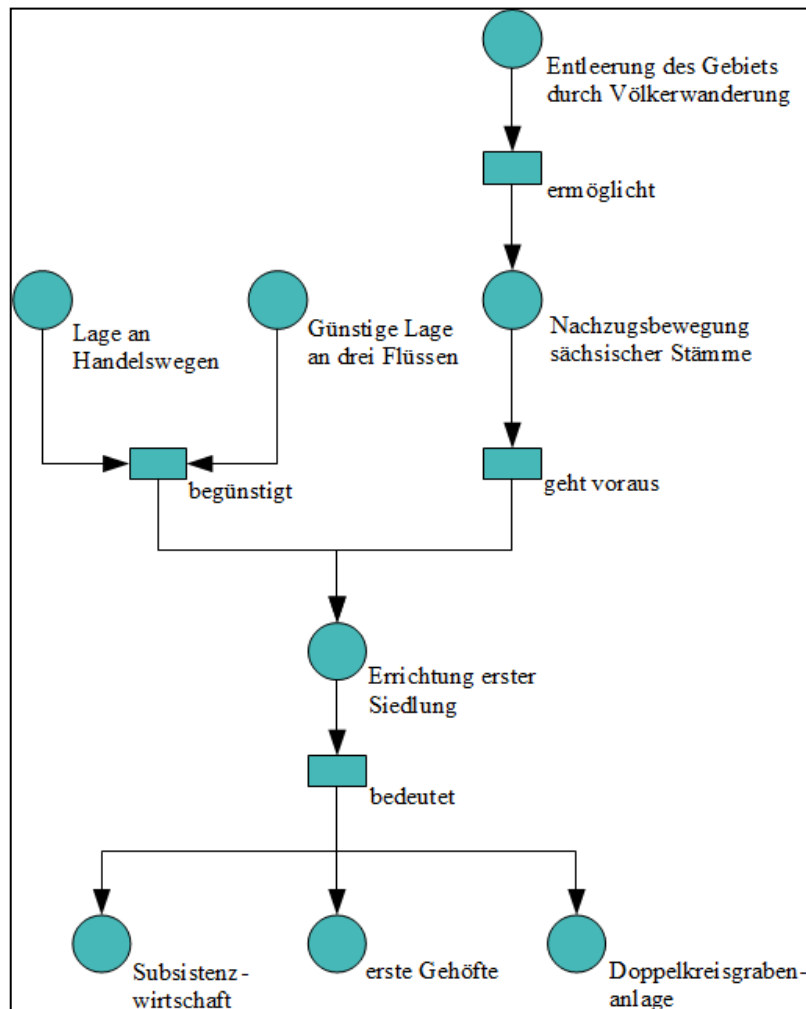 Entleerung des Gebiets
durch Völkerwanderung
ermöglicht
Lage an
Handelswegen
Günstige Lage
an drei Flüssen
Nachzugsbewegung
sächsischer Stämme
begünstigt
geht voraus
Errichtung erster
Siedlung
bedeutet
Subsistenz-
wirtschaft
erste Gehöfte
Doppelkreisgraben-
anlage